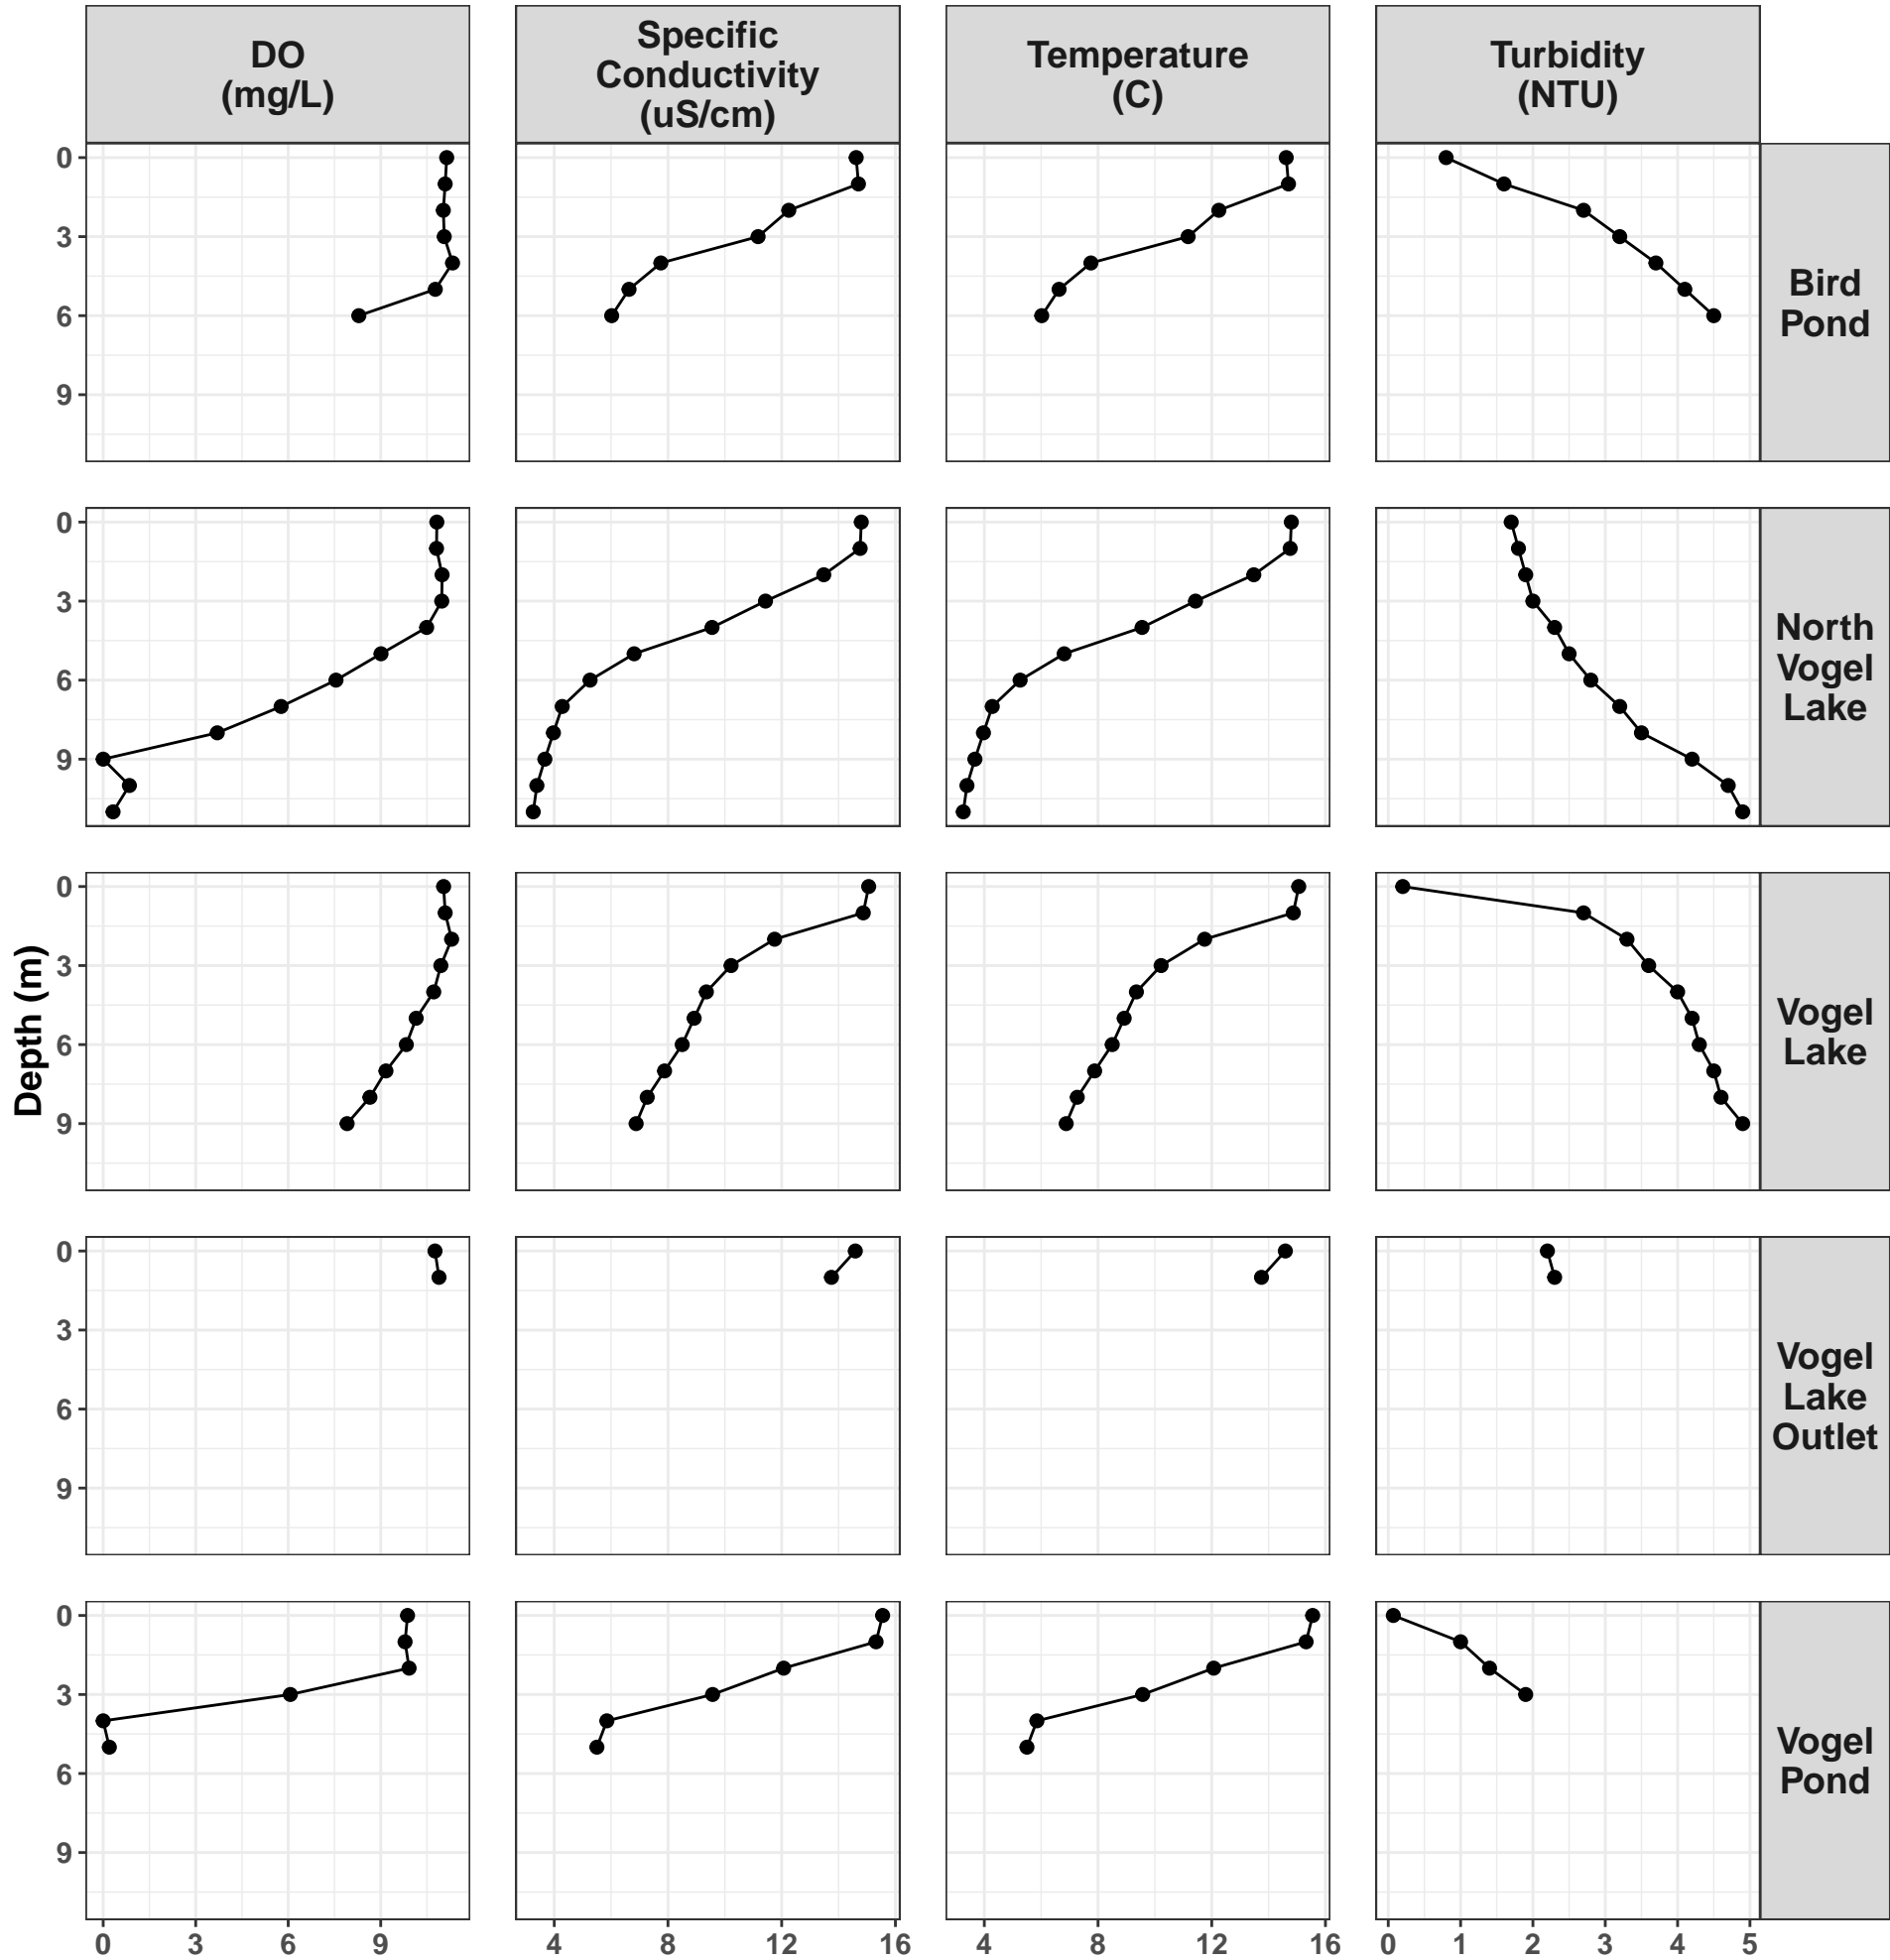 DO
(mg/L)
Specific
Conductivity
(uS/cm)
Temperature
(C)
Turbidity
(NTU)
0
3
6
9
Bird
Pond
0
3
6
9
North
Vogel
Lake
Depth (m)
0
3
6
9
Vogel
Lake
0
3
6
9
Vogel
Lake
Outlet
0
3
6
9
Vogel
Pond
0 3 6 9
4 8 12 16
4 8 12 16
0 1 2 3 4 5